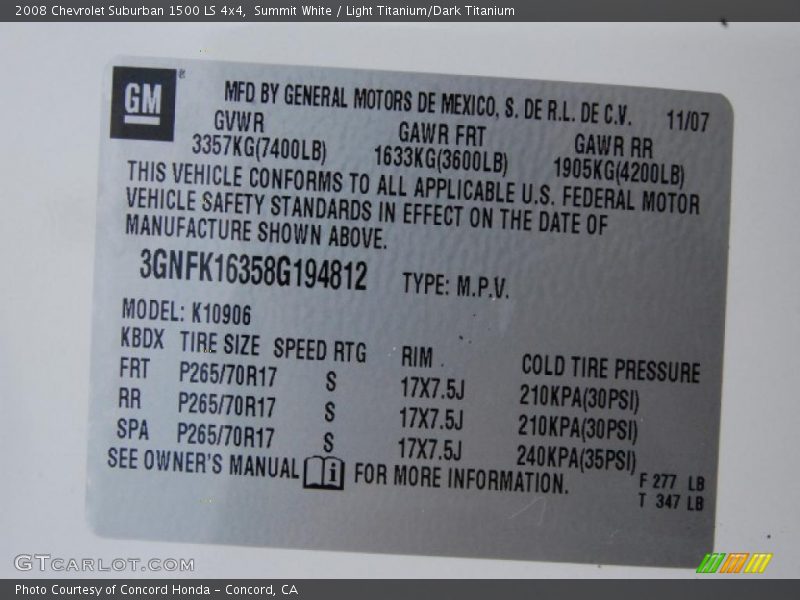 2008 Chevrolet Suburban 1500 LS 4x4,  Summit White / Light Titanium/Dark Titanium
GM®
MFD BY GENERAL MOTORS DE MEXICO, S. DE R.L. DE C.V. 11/07
GVWR GAWR FRT GAWR RR
3357KG(7400LB) 1633KG(3600LB) 1905KG(4200LB)
THIS VEHICLE CONFORMS TO ALL APPLICABLE U.S. FEDERAL MOTOR
VEHICLE SAFETY STANDARDS IN EFFECT ON THE DATE OF
MANUFACTURE SHOWN ABOVE.
3GNFK16358G194812 TYPE: M.P.V.
MODEL: K10906
KBDX TIRE SIZE SPEED RTG RIM COLD TIRE PRESSURE
FRT P265/70R17 S 17X7.5J 210KPA(30PSI)
RR P265/70R17 S 17X7.5J 210KPA(30PSI)
SPA P265/70R17 S 17X7.5J 240KPA(35PSI)
SEE OWNER'S MANUAL i FOR MORE INFORMATION.
F 277 LB
T 347 LB
GTCARLOT.COM
Photo Courtesy of Concord Honda – Concord, CA